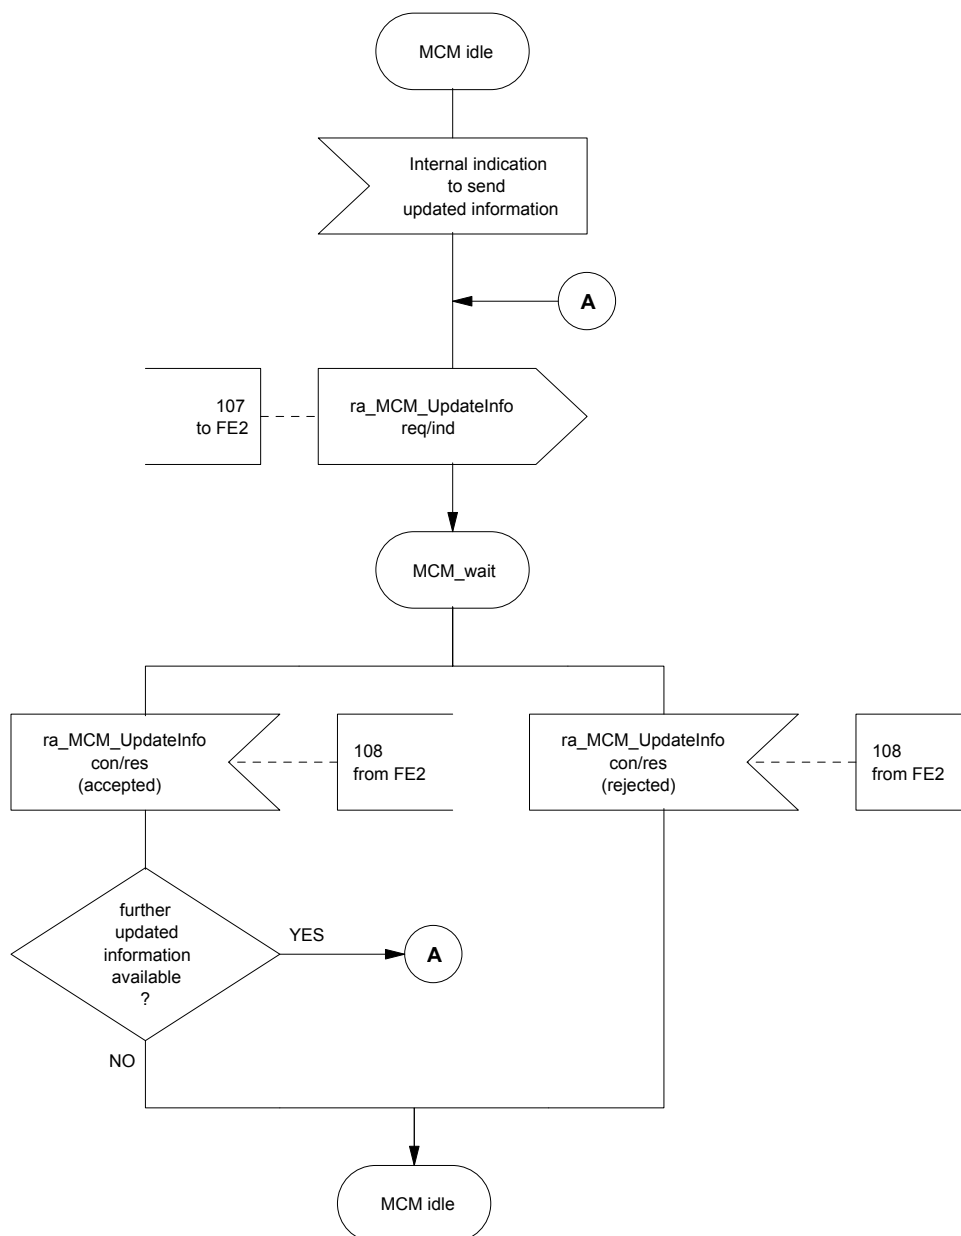 MCM idle
Internal indication
to send
updated information
A
107
to FE2
ra_MCM_UpdateInfo
req/ind
MCM_wait
ra_MCM_UpdateInfo
con/res
(accepted)
108
from FE2
ra_MCM_UpdateInfo
con/res
(rejected)
108
from FE2
further
updated
information
available
?
YES
A
NO
MCM idle